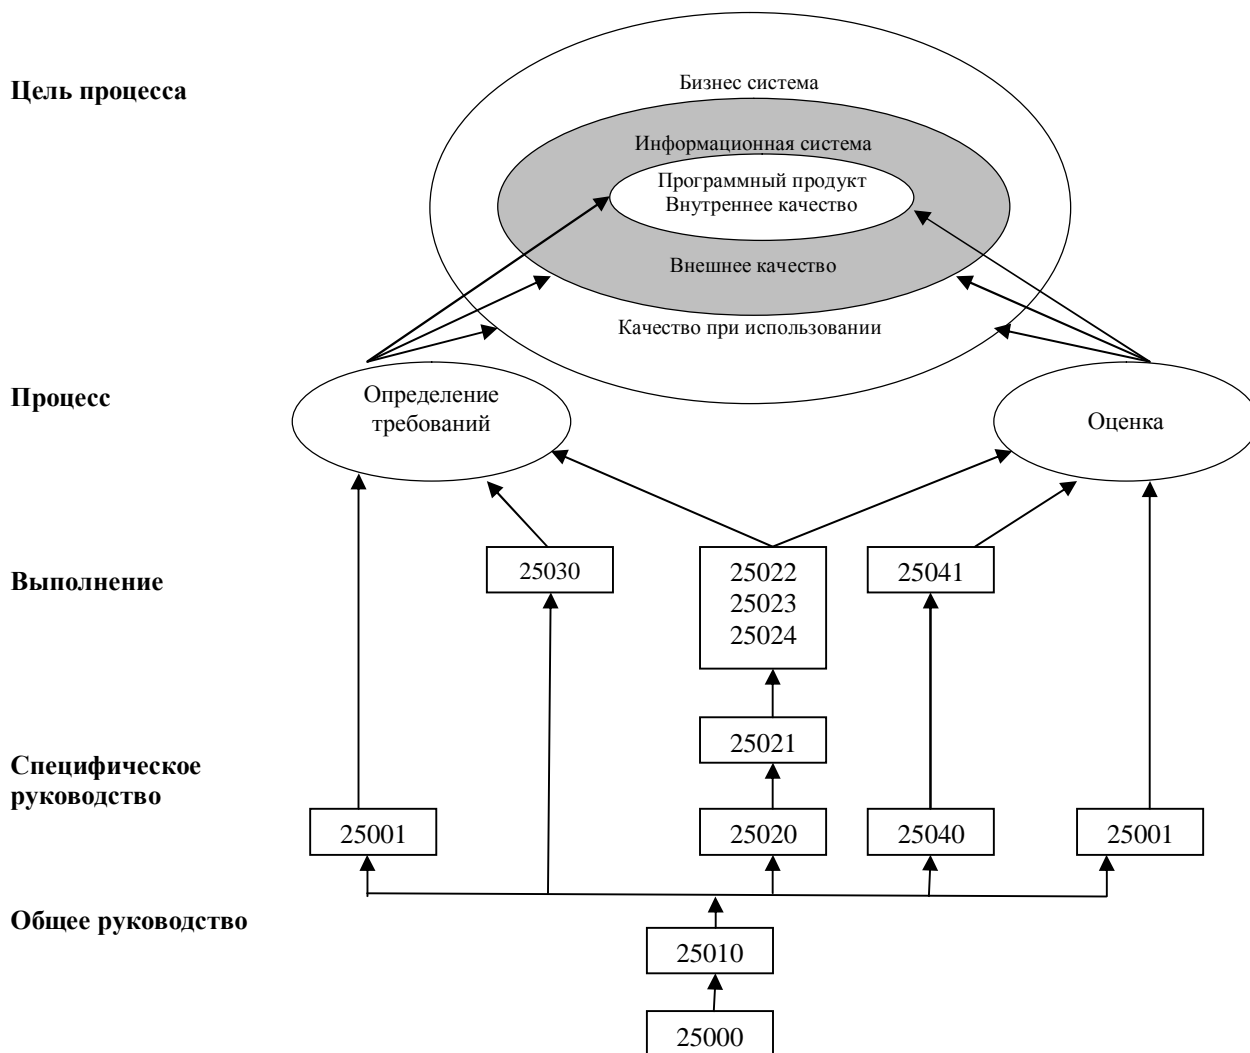 Цель процесса
Бизнес система
Информационная система
Программный продукт
Внутреннее качество
Внешнее качество
Качество при использовании
Процесс
Определение
требований
Оценка
Выполнение
25030
25022
25023
25024
25041
25021
Специфическое
руководство
25001
25020
25040
25001
Общее руководство
25010
25000